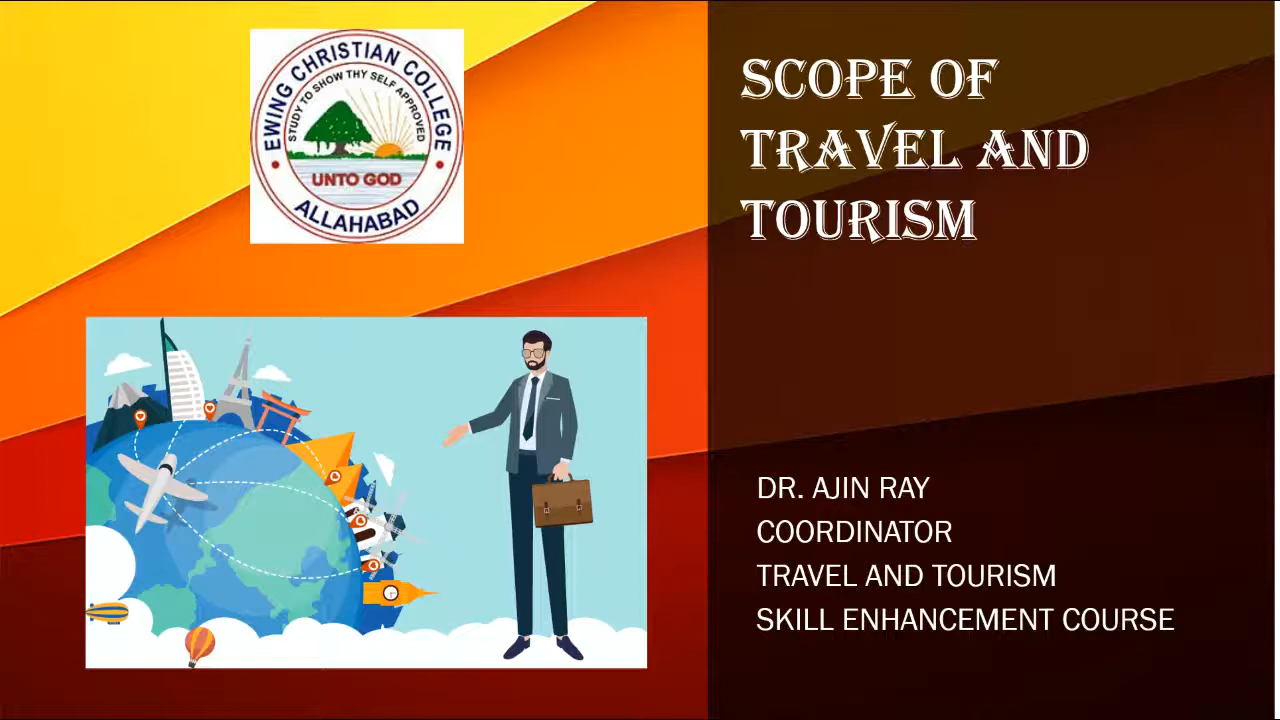 EWING CHRISTIAN COLLEGE
STUDY TO SHOW THY SELF APPROVED
UNTO GOD
ALLAHABAD
SCOPE OF
TRAVEL AND
TOURISM
DR. AJIN RAY
COORDINATOR
TRAVEL AND TOURISM
SKILL ENHANCEMENT COURSE